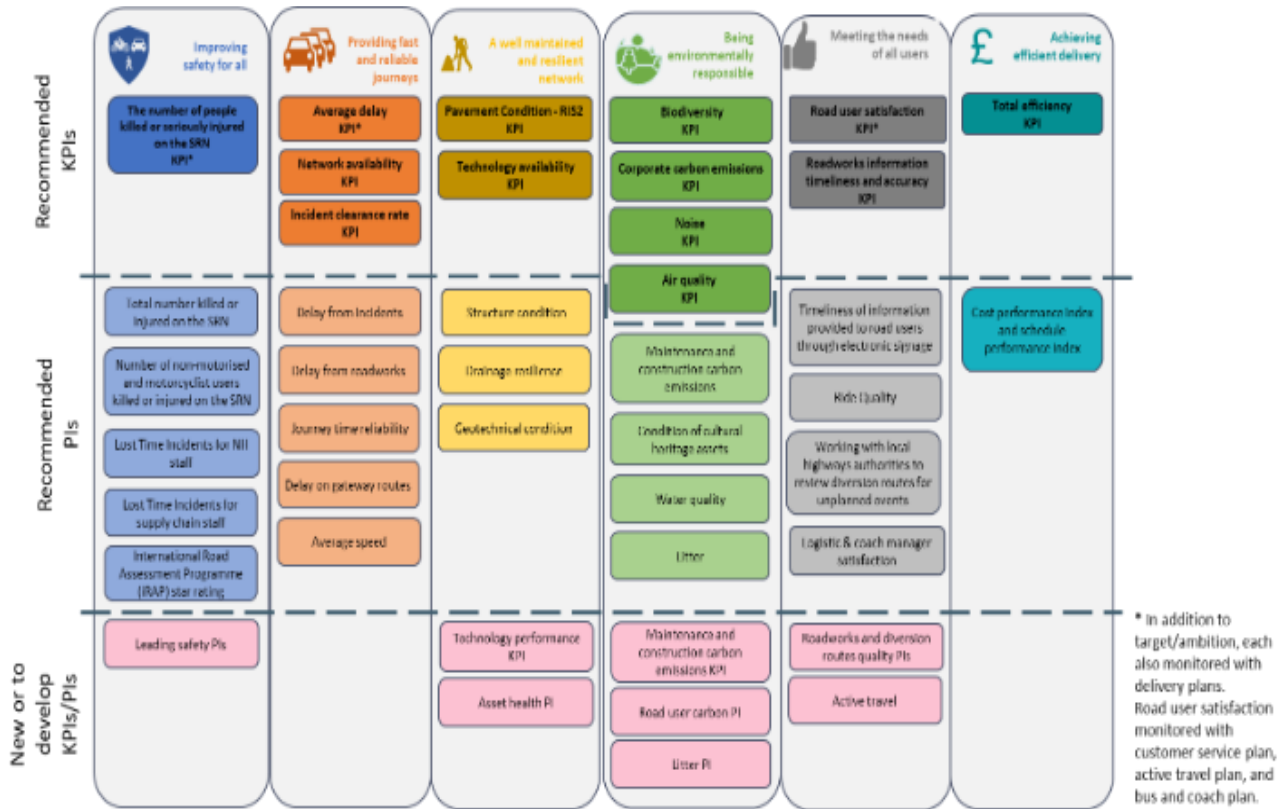 Improving
safety for all
Providing fast
and reliable
journeys
A well maintained
and resilient
network
Being
environmentally
responsible
Meeting the needs
of all users
£
Achieving
efficient delivery
Recommended
KPIs
The number of people
killed or seriously injured
on the SRN
KPI*
Average delay
KPI*
Network availability
KPI
Incident clearance rate
KPI
Pavement Condition - RIS2
KPI
Technology availability
KPI
Biodiversity
KPI
Corporate carbon emissions
KPI
Noise
KPI
Air quality
KPI
Road user satisfaction
KPI*
Roadworks information
timeliness and accuracy
KPI
Total efficiency
KPI
Recommended
PIs
Total number killed or
injured on the SRN
Number of non-motorised
and motorcyclist users
killed or injured on the SRN
Lost Time Incidents for NH
staff
Lost Time Incidents for
supply chain staff
International Road
Assessment Programme
(iRAP) star rating
Delay from incidents
Delay from roadworks
Journey time reliability
Delay on gateway routes
Average speed
Structure condition
Drainage resilience
Geotechnical condition
Maintenance and
construction carbon
emissions
Condition of cultural
heritage assets
Water quality
Litter
Timeliness of information
provided to road users
through electronic signage
Ride Quality
Working with local
highways authorities to
review diversion routes for
unplanned events
Logistic & coach manager
satisfaction
Cost performance index
and schedule
performance index
New or to
develop
KPIs/PIs
Leading safety PIs
Technology performance
KPI
Asset health PI
Maintenance and
construction carbon
emissions KPI
Road user carbon PI
Litter PI
Roadworks and diversion
routes quality PIs
Active travel
* In addition to
target/ambition, each
also monitored with
delivery plans.
Road user satisfaction
monitored with
customer service plan,
active travel plan, and
bus and coach plan.